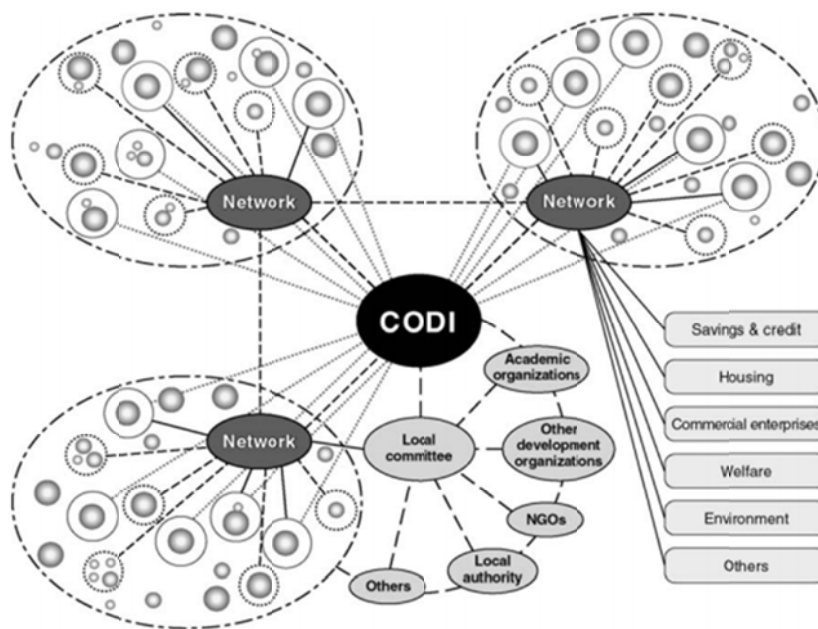 Network
Network
CODI
Savings & credit
Academic
organizations
Housing
Network
Local
committee
Other
development
organizations
Commercial enterprises
Welfare
NGOs
Environment
Local
authority
Others
Others